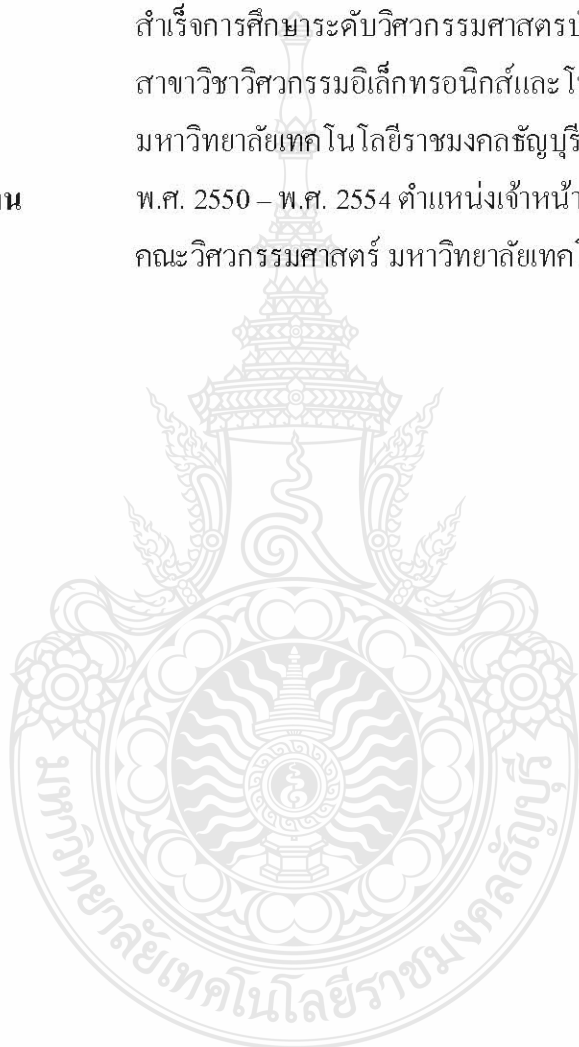 สำเร็จการศึกษาระดับวิศวกรรมศาสตร
สาขาวิชาวิศวกรรมอิเล็กทรอนิกส์และ
มหาวิทยาลัยเทคโนโลยีราชมงคลธัญบุรี
พ.ศ. 2550 – พ.ศ. 2554 ตำแหน่งเจ้าหน้า
คณะวิศวกรรมศาสตร์ มหาวิทยาลัยเทค
มหาวิทยาลัยเทคโนโลยีราชมงคลธัญบุรี